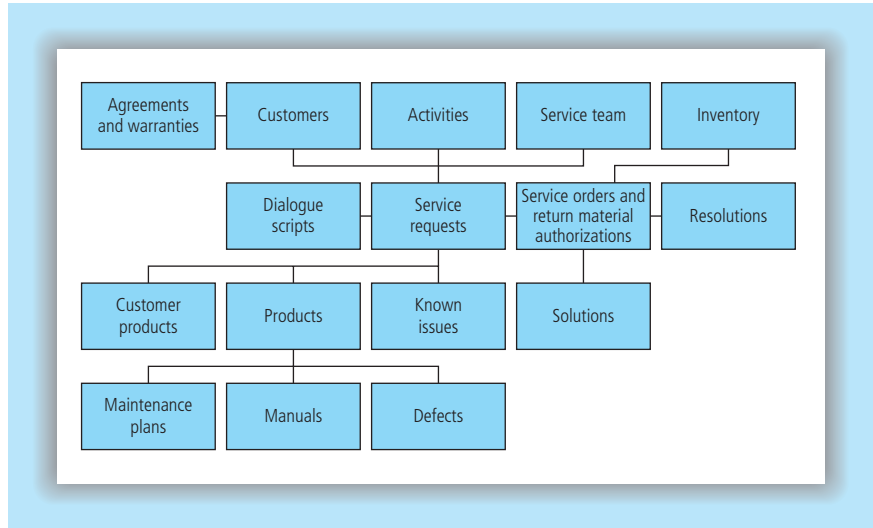 Agreements
and warranties
Customers
Activities
Service team
Inventory
Dialogue
scripts
Service
requests
Service orders and
return material
authorizations
Resolutions
Customer
products
Products
Known
issues
Solutions
Maintenance
plans
Manuals
Defects